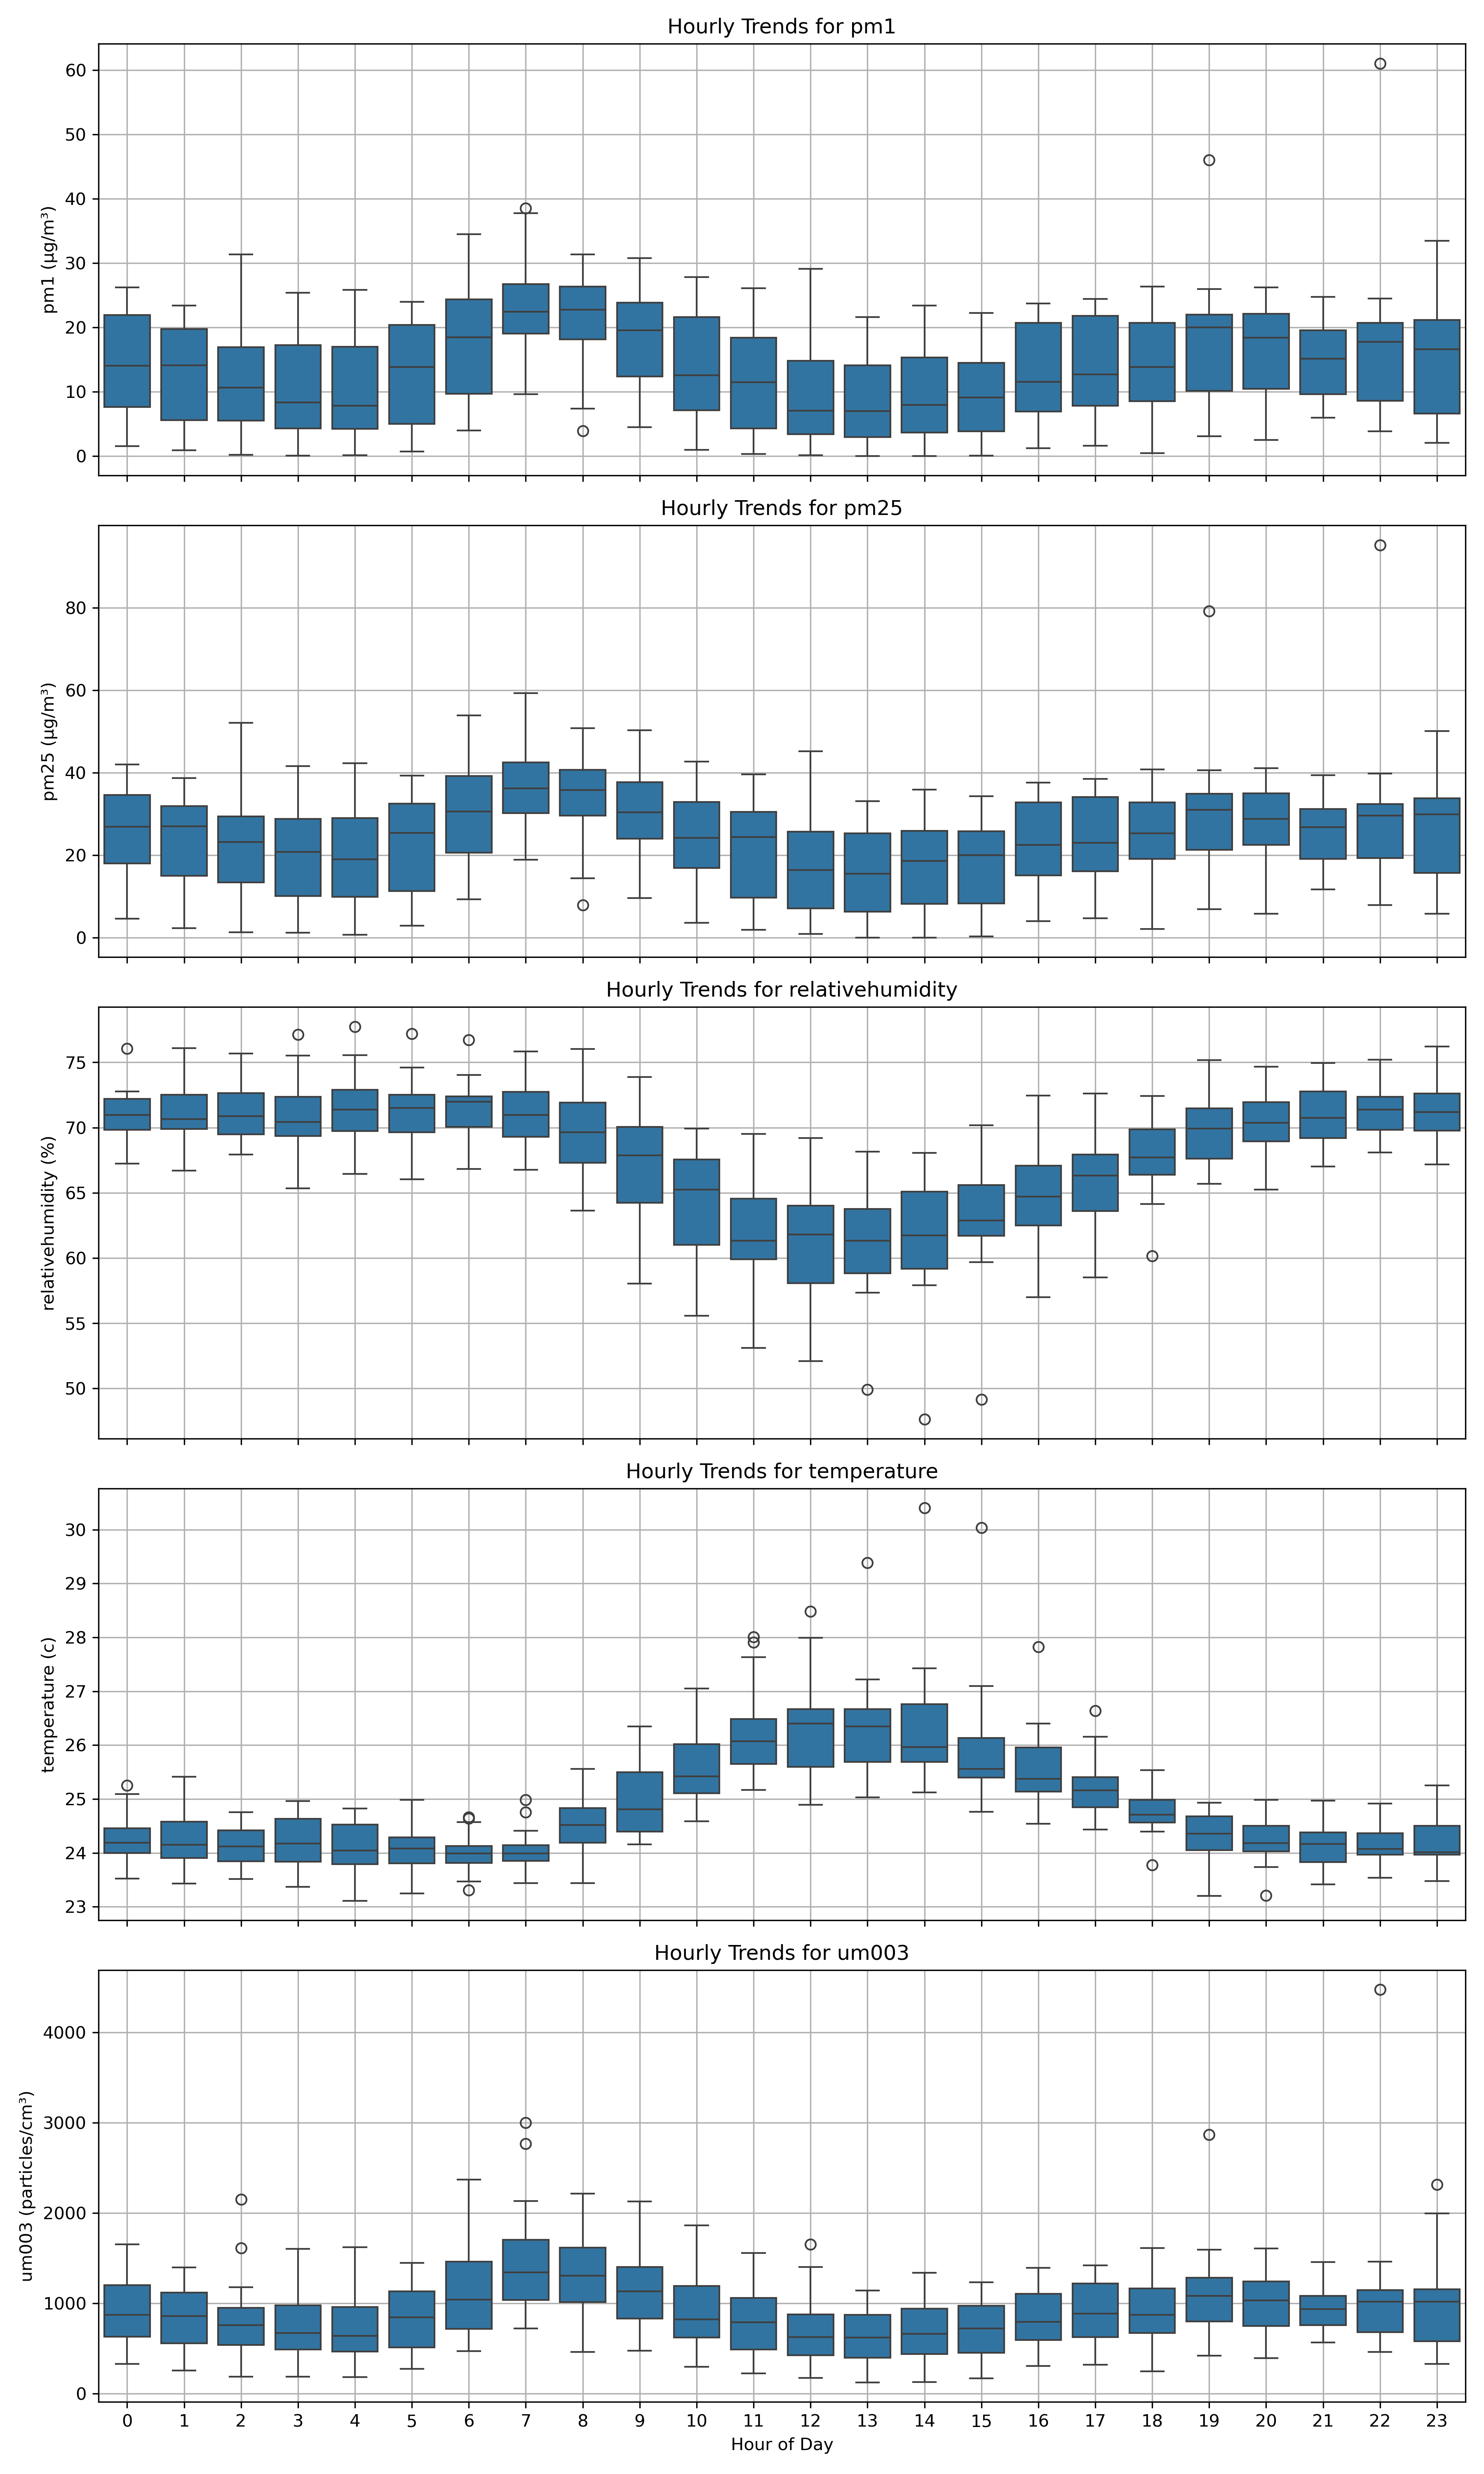 Hourly Trends for pm1
60
50
40
30
20
10
0
pm1 (µg/m³)
Hourly Trends for pm25
80
60
40
20
0
pm25 (µg/m³)
Hourly Trends for relativehumidity
75
70
65
60
55
50
relativehumidity (%)
Hourly Trends for temperature
30
29
28
27
26
25
24
23
temperature (c)
Hourly Trends for um003
4000
3000
2000
1000
0
um003 (particles/cm³)
0 1 2 3 4 5 6 7 8 9 10 11 12 13 14 15 16 17 18 19 20 21 22 23
Hour of Day